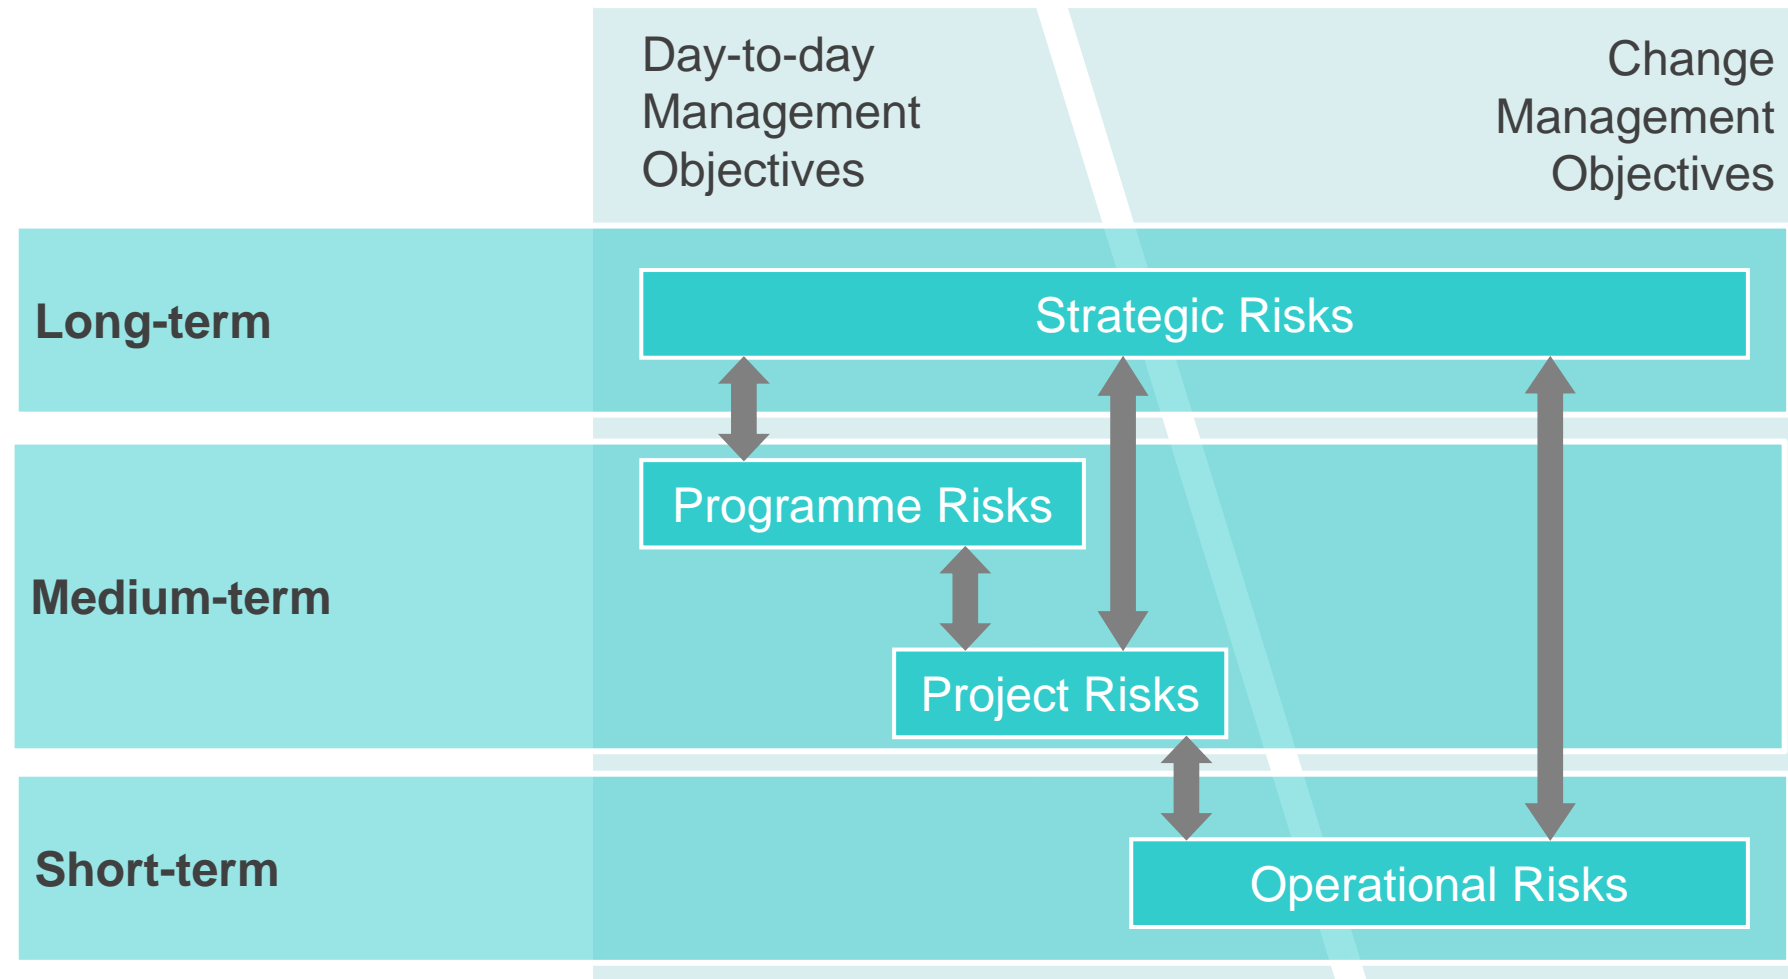 Day-to-day
Management
Objectives
Change
Management
Objectives
Long-term
Strategic Risks
Programme Risks
Medium-term
Project Risks
Short-term
Operational Risks